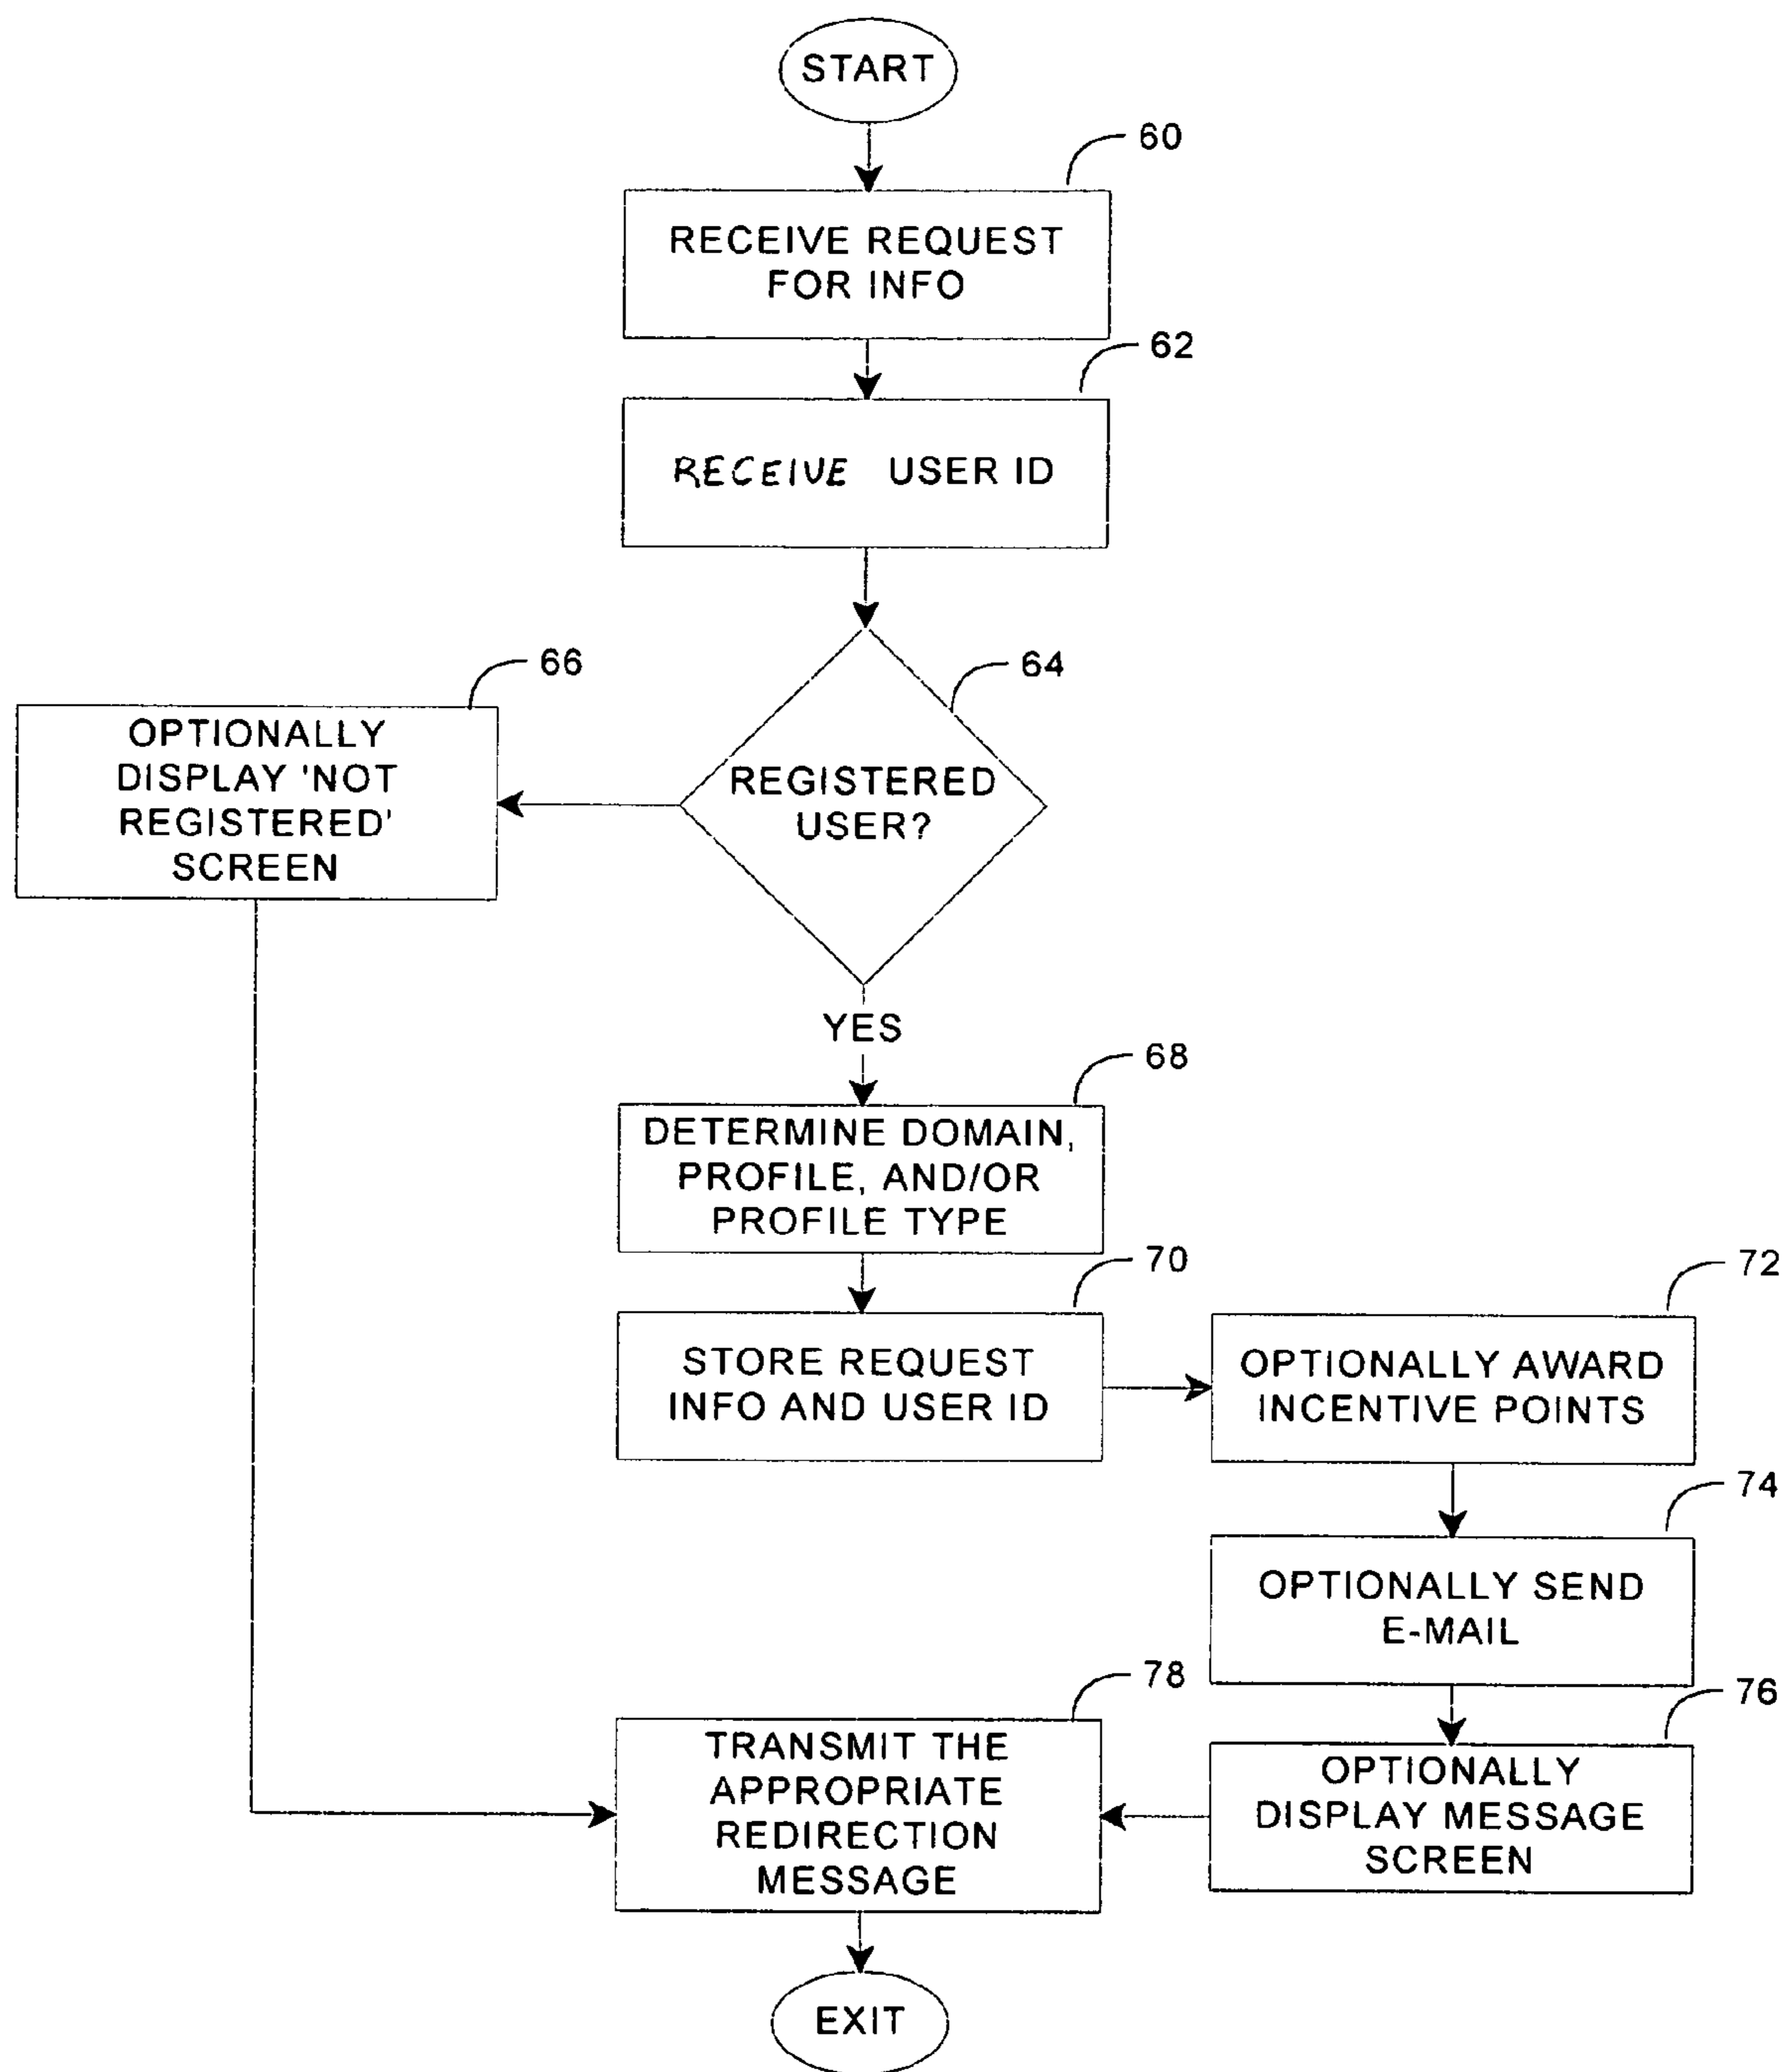 START
60
RECEIVE REQUEST
FOR INFO
62
RECEIVE USER ID
64
REGISTERED
USER?
66
OPTIONALLY
DISPLAY 'NOT
REGISTERED'
SCREEN
YES
68
DETERMINE DOMAIN,
PROFILE, AND/OR
PROFILE TYPE
70
STORE REQUEST
INFO AND USER ID
72
OPTIONALLY AWARD
INCENTIVE POINTS
74
OPTIONALLY SEND
E-MAIL
76
OPTIONALLY
DISPLAY MESSAGE
SCREEN
78
TRANSMIT THE
APPROPRIATE
REDIRECTION
MESSAGE
EXIT